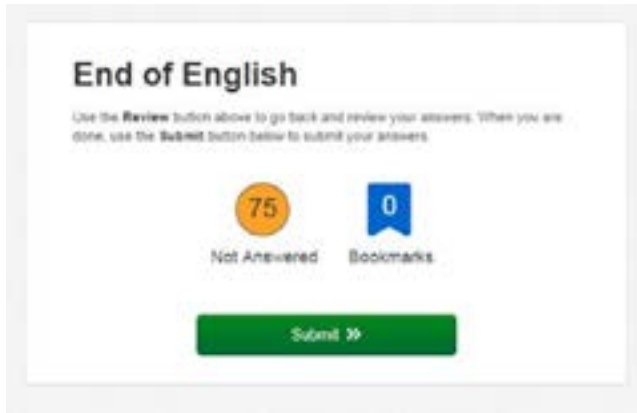 End of English
Use the Review button above to go back and review your answers. When you are
done, use the Submit button below to submit your answers.
75
0
Not Answered
Bookmarks
Submit »